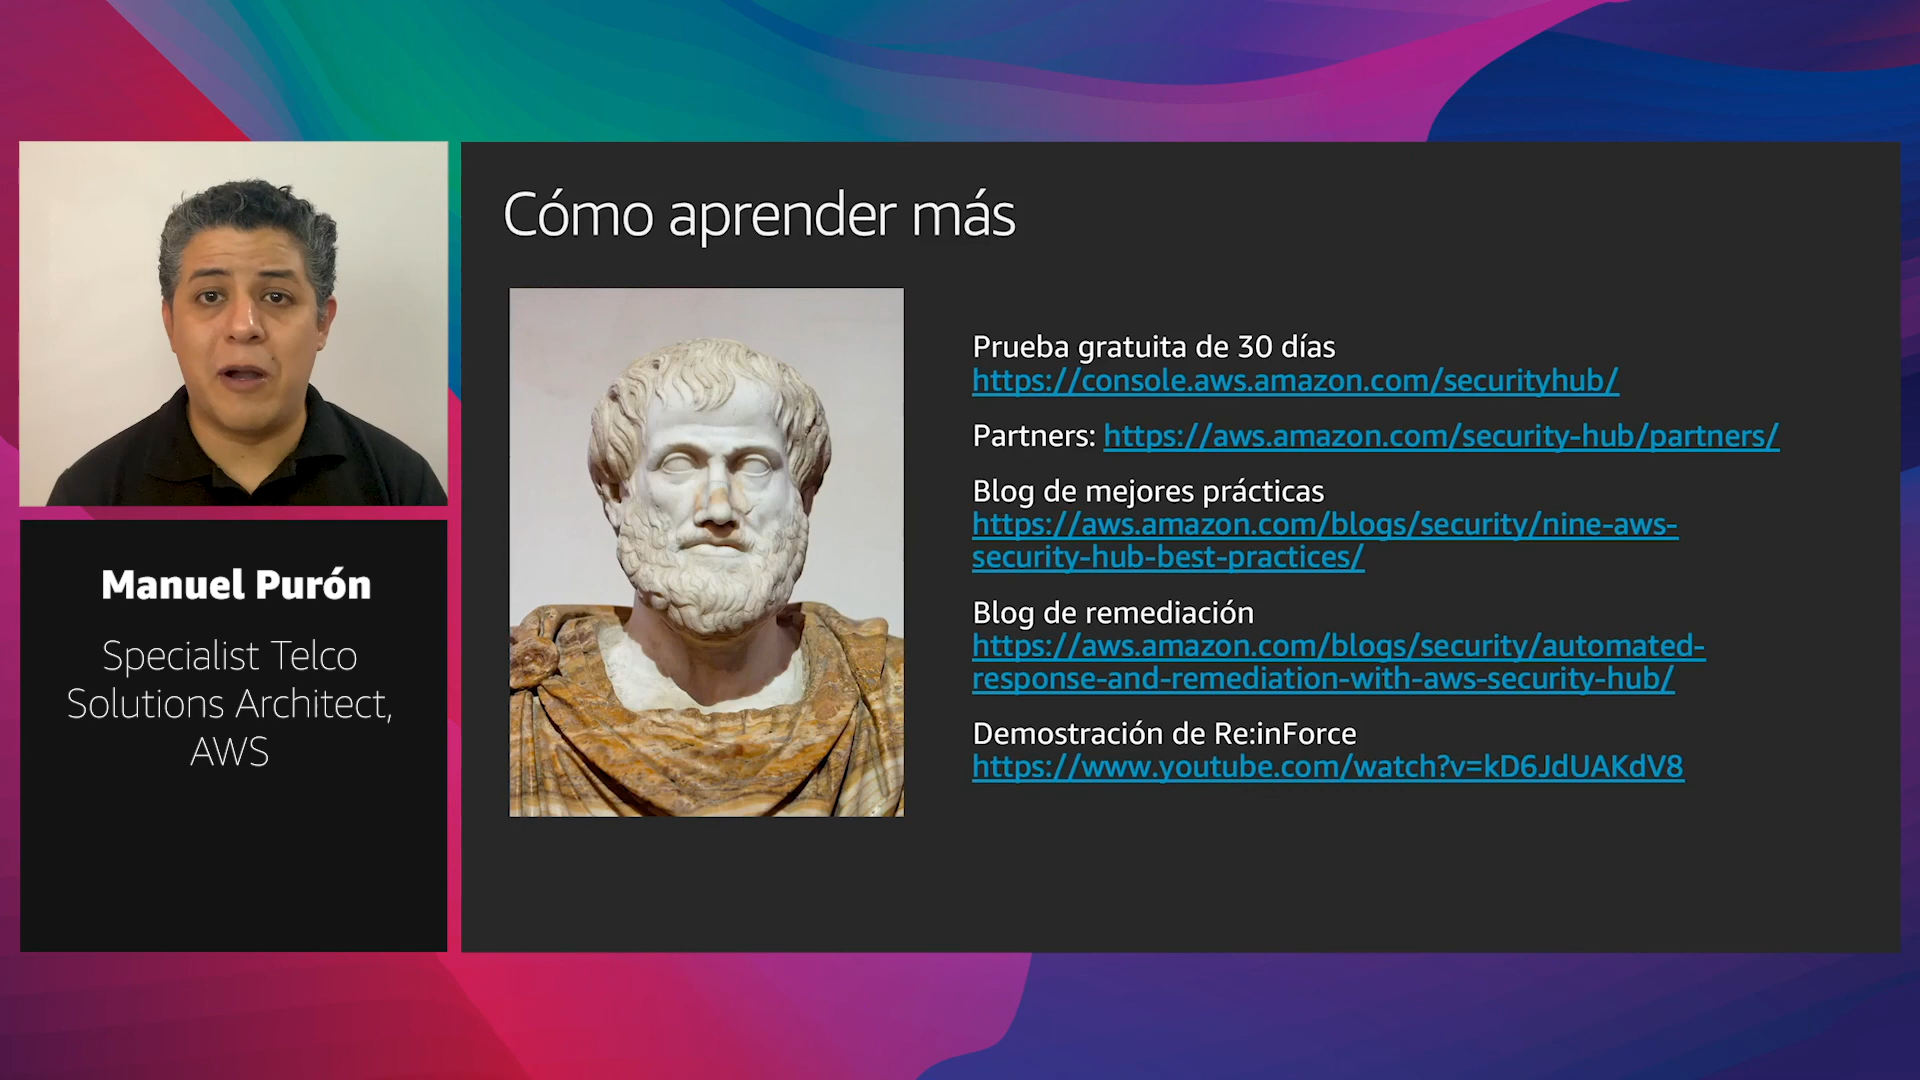 Cómo aprender más
Prueba gratuita de 30 días
https://console.aws.amazon.com/securityhub/
Partners: https://aws.amazon.com/security-hub/partners/
Blog de mejores prácticas
https://aws.amazon.com/blogs/security/nine-aws-
security-hub-best-practices/
Blog de remediación
https://aws.amazon.com/blogs/security/automated-
response-and-remediation-with-aws-security-hub/
Demostración de Re:inForce
https://www.youtube.com/watch?v=kD6JdUAKdV8
Manuel Purón
Specialist Telco
Solutions Architect,
AWS